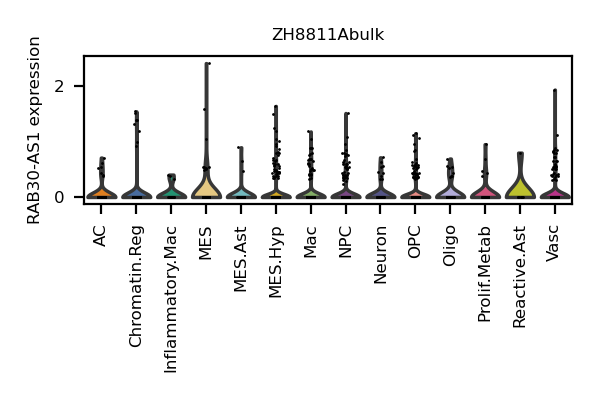 ZH8811Abulk
RAB30-AS1 expression
2
0
AC
Chromatin.Reg
Inflammatory.Mac
MES
MES.Ast
MES.Hyp
Mac
NPC
Neuron
OPC
Oligo
Prolif.Metab
Reactive.Ast
Vasc